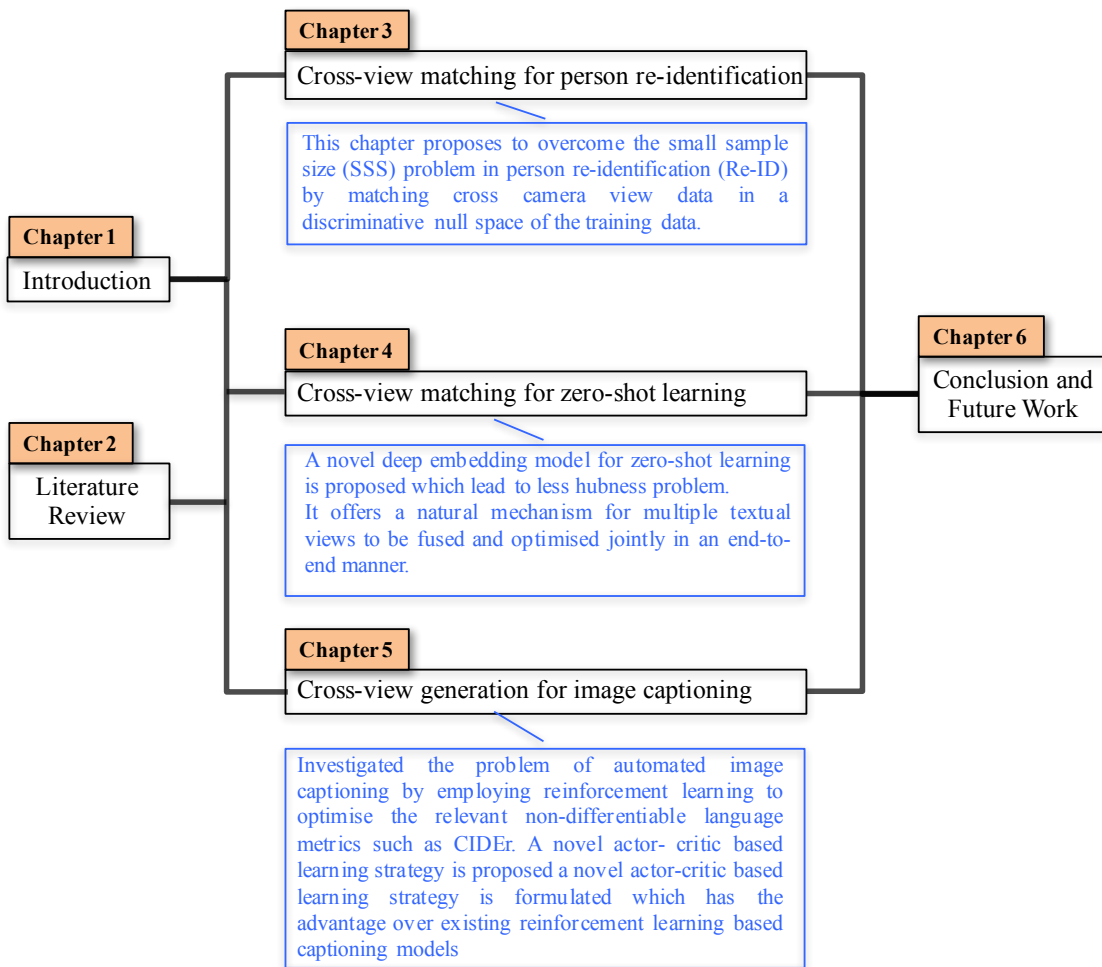 Chapter 3
Cross-view matching for person re-identification
This chapter proposes to overcome the small sample
size (SSS) problem in person re-identification (Re-ID)
by matching cross camera view data in a
discriminative null space of the training data.
Chapter 1
Introduction
Chapter 4
Cross-view matching for zero-shot learning
A novel deep embedding model for zero-shot learning
is proposed which lead to less hubness problem.
It offers a natural mechanism for multiple textual
views to be fused and optimised jointly in an end-to-
end manner.
Chapter 2
Literature
Review
Chapter 6
Conclusion and
Future Work
Chapter 5
Cross-view generation for image captioning
Investigated the problem of automated image
captioning by employing reinforcement learning to
optimise the relevant non-differentiable language
metrics such as CIDEr. A novel actor- critic based
learning strategy is proposed a novel actor-critic based
learning strategy is formulated which has the
advantage over existing reinforcement learning based
captioning models